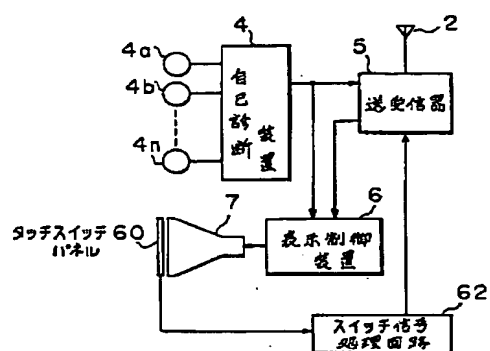 4
4a
4b
4n
自己診断
装置
5
2
送受信器
6
表示制御
装置
7
タッチスイッチ 60
パネル
62
スイッチ信号
処理回路